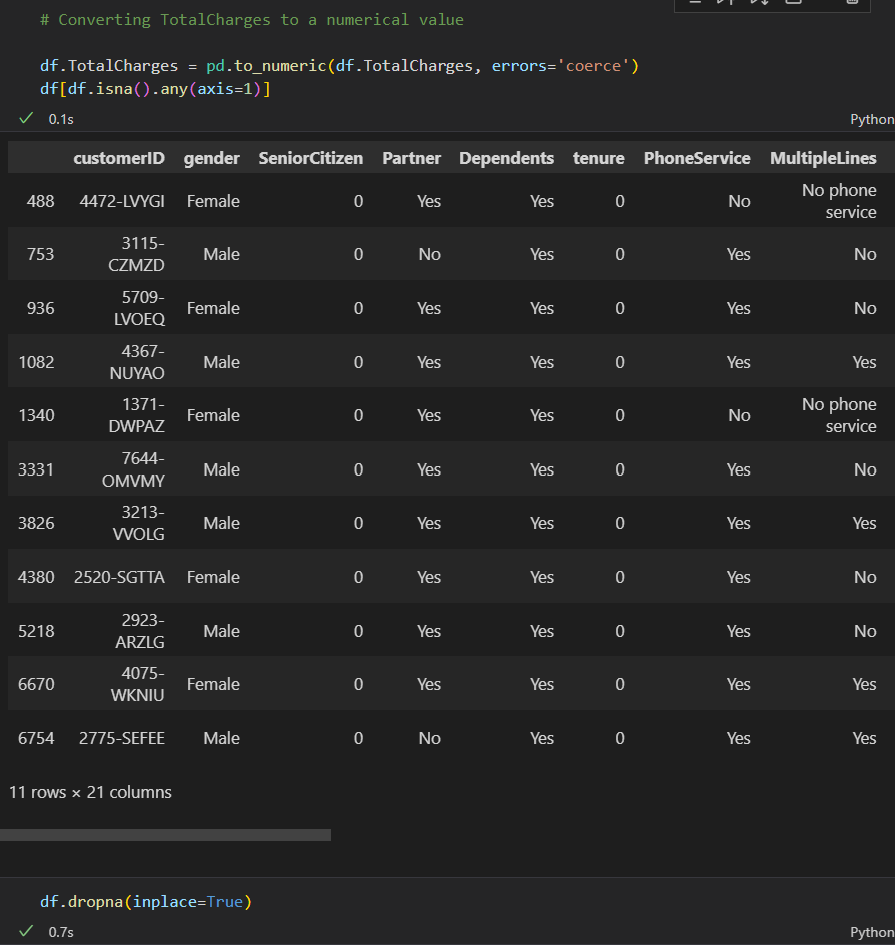 # Converting TotalCharges to a numerical value
df.TotalCharges = pd.to_numeric(df.TotalCharges, errors='coerce')
df[df.isna().any(axis=1)]
0.1s Python
customerID gender SeniorCitizen Partner Dependents tenure PhoneService MultipleLines
488 4472-LVYGI Female 0 Yes Yes 0 No No phone service
753 3115-CZMZD Male 0 No Yes 0 Yes No
936 5709-LVOEQ Female 0 Yes Yes 0 Yes No
1082 4367-NUYAO Male 0 Yes Yes 0 Yes Yes
1340 1371-DWPAZ Female 0 Yes Yes 0 No No phone service
3331 7644-OMVMY Male 0 Yes Yes 0 Yes No
3826 3213-VVOLG Male 0 Yes Yes 0 Yes Yes
4380 2520-SGTTA Female 0 Yes Yes 0 Yes No
5218 2923-ARZLG Male 0 Yes Yes 0 Yes No
6670 4075-WKNIU Female 0 Yes Yes 0 Yes Yes
6754 2775-SEFEE Male 0 No Yes 0 Yes Yes
11 rows × 21 columns
df.dropna(inplace=True)
0.7s Python